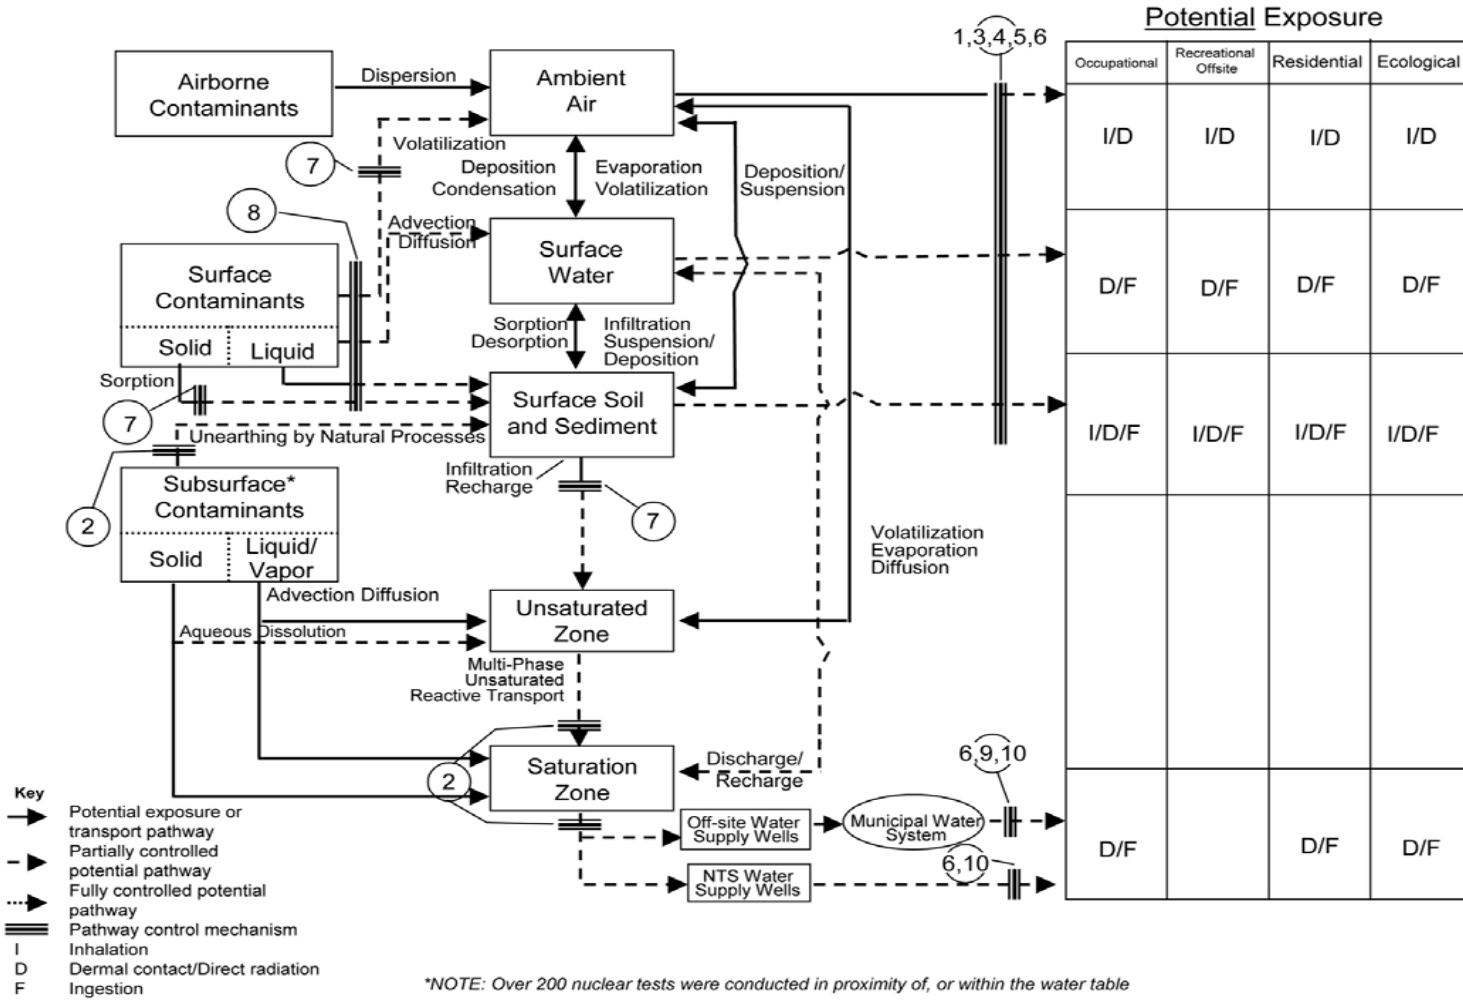 Potential Exposure
1,3,4,5,6
Occupational
Recreational
Offsite
Residential
Ecological
Airborne
Contaminants
Dispersion
Ambient
Air
I/D
I/D
I/D
I/D
Volatilization
7
Deposition
Condensation
Evaporation
Volatilization
Deposition/
Suspension
8
Advection
Diffusion
Surface
Water
Surface
Contaminants
Solid
Liquid
D/F
D/F
D/F
D/F
Sorption
Desorption
Infiltration
Suspension/
Deposition
Sorption
7
Surface Soil
and Sediment
I/D/F
I/D/F
I/D/F
I/D/F
Unearthing by Natural Processes
Infiltration
Recharge
7
2
Subsurface*
Contaminants
Solid
Liquid/
Vapor
Volatilization
Evaporation
Diffusion
Advection Diffusion
Unsaturated
Zone
Aqueous Dissolution
Multi-Phase
Unsaturated
Reactive Transport
2
Saturation
Zone
Discharge/
Recharge
6,9,10
Off-site Water
Supply Wells
Municipal Water
System
6,10
NTS Water
Supply Wells
D/F
D/F
D/F
Key
Potential exposure or
transport pathway
Partially controlled
potential pathway
Fully controlled potential
pathway
Pathway control mechanism
I Inhalation
D Dermal contact/Direct radiation
F Ingestion
*NOTE: Over 200 nuclear tests were conducted in proximity of, or within the water table